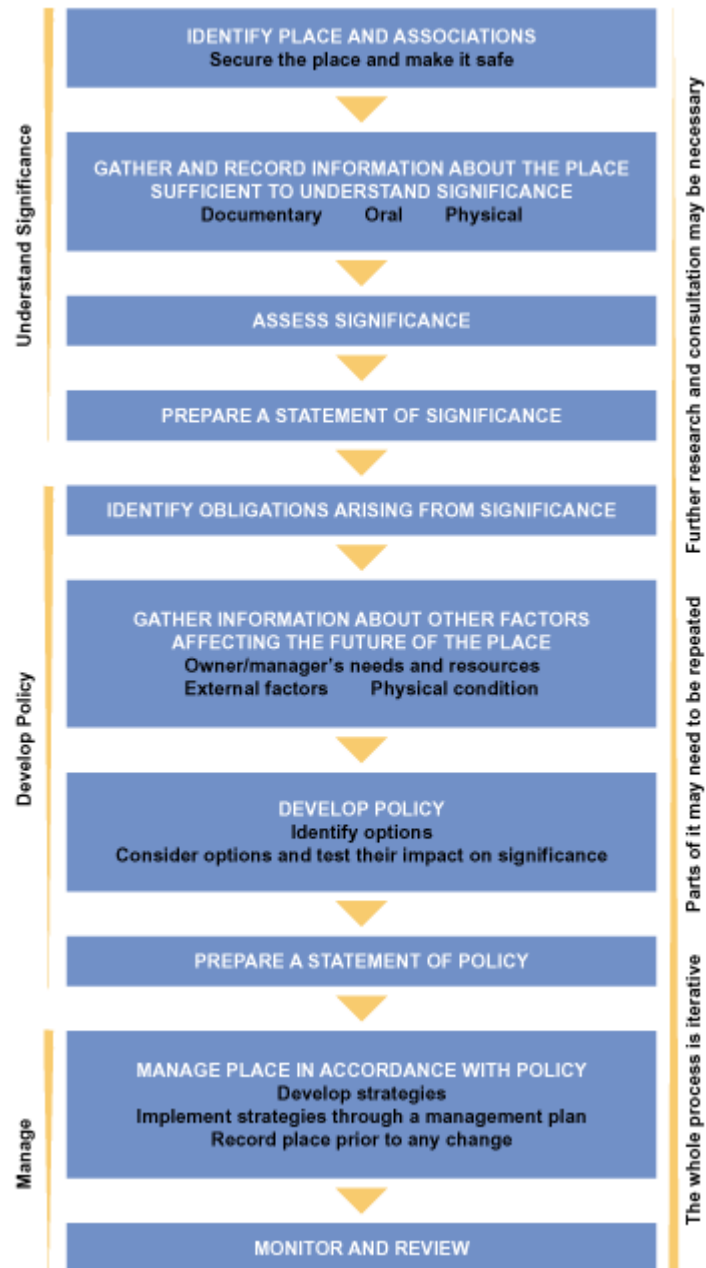 IDENTIFY PLACE AND ASSOCIATIONS
Secure the place and make it safe
GATHER AND RECORD INFORMATION ABOUT THE PLACE
SUFFICIENT TO UNDERSTAND SIGNIFICANCE
Documentary Oral Physical
ASSESS SIGNIFICANCE
PREPARE A STATEMENT OF SIGNIFICANCE
Understand Significance
IDENTIFY OBLIGATIONS ARISING FROM SIGNIFICANCE
GATHER INFORMATION ABOUT OTHER FACTORS
AFFECTING THE FUTURE OF THE PLACE
Owner/manager's needs and resources
External factors Physical condition
DEVELOP POLICY
Identify options
Consider options and test their impact on significance
PREPARE A STATEMENT OF POLICY
Develop Policy
MANAGE PLACE IN ACCORDANCE WITH POLICY
Develop strategies
Implement strategies through a management plan
Record place prior to any change
MONITOR AND REVIEW
Manage
The whole process is iterative
Parts of it may need to be repeated
Further research and consultation may be necessary